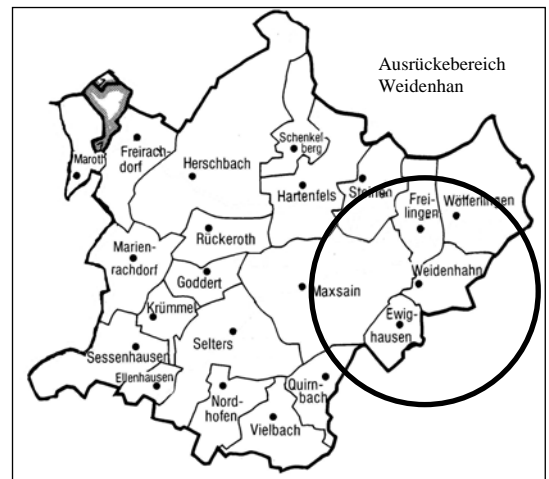 Ausrückebereich
Weidenhan
Maroth
Freirach-
dorf
Herschbach
Schenkel-
berg
Hartenfels
Steinen
Frei-
lingen
Wölferlingen
Rückeroth
Marien-
rachdorf
Goddert
Maxsain
Weidenhahn
Krümmel
Ewig-
hausen
Selters
Sessenhausen
Ellenhausen
Nord-
hofen
Quirn-
bach
Vielbach